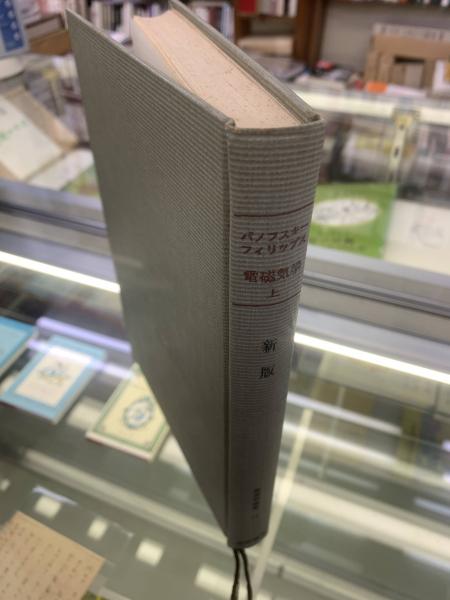 パノフスキー
フィリップス
電磁気学
上
新版